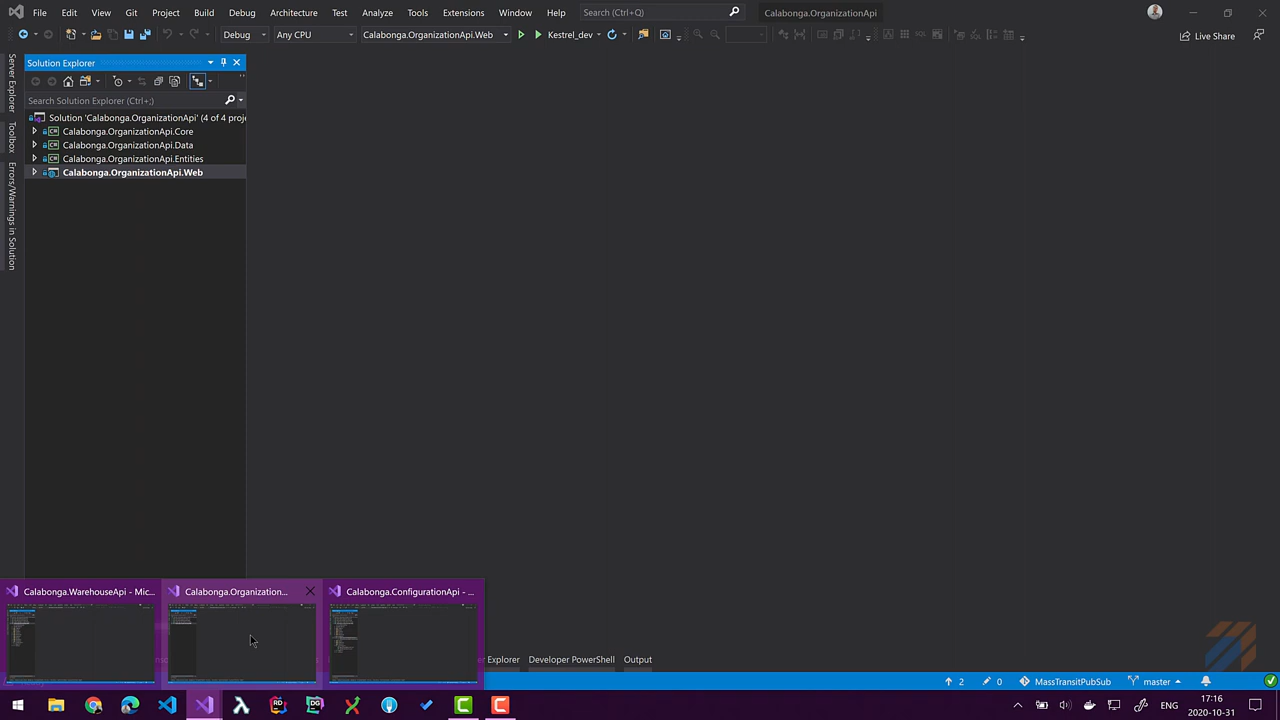 File Edit View Git Project Build Debug Architecture Test Analyze Tools Extensions Window Help Search (Ctrl+Q) Calabonga.OrganizationApi
Debug Any CPU Calabonga.OrganizationApi.Web Kestrel_dev Live Share
Server Explorer
Toolbox
Errors/Warnings in Solution
Solution Explorer
Search Solution Explorer (Ctrl+;)
Solution 'Calabonga.OrganizationApi' (4 of 4 proje
Calabonga.OrganizationApi.Core
Calabonga.OrganizationApi.Data
Calabonga.OrganizationApi.Entities
Calabonga.OrganizationApi.Web
Calabonga.WarehouseApi - Mic... Calabonga.Organization... Calabonga.ConfigurationApi - ...
Explorer Developer PowerShell Output
2 0 MassTransitPubSub master
ENG 17:16
2020-10-31